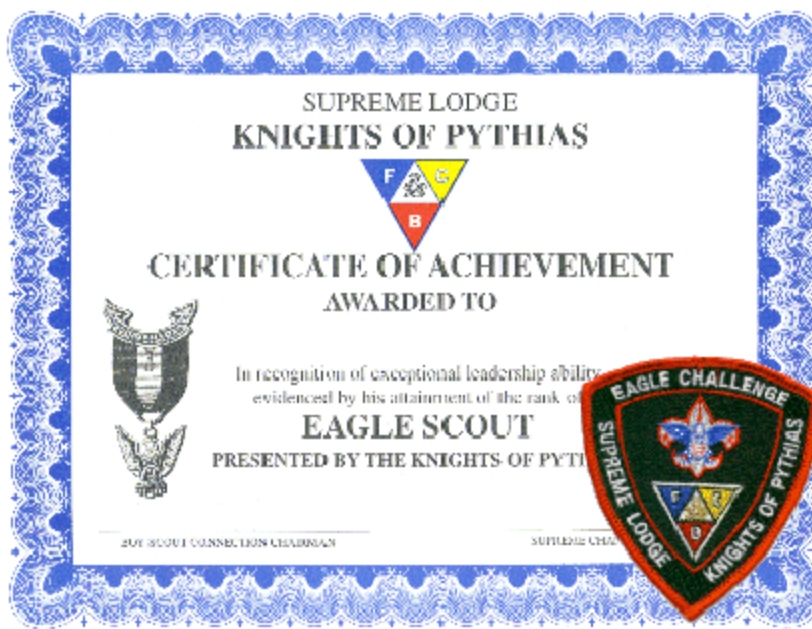 SUPREME LODGE
KNIGHTS OF PYTHIAS
F C
B
CERTIFICATE OF ACHIEVEMENT
AWARDED TO
In recognition of exceptional leadership ability
evidenced by his attainment of the rank of
EAGLE SCOUT
PRESENTED BY THE KNIGHTS OF PYTH
BOY SCOUT CONNECTION CHAIRMAN
SUPREME CHA
EAGLE CHALLENGE
SUPREME LODGE
KNIGHTS OF PYTHIAS
F C
B